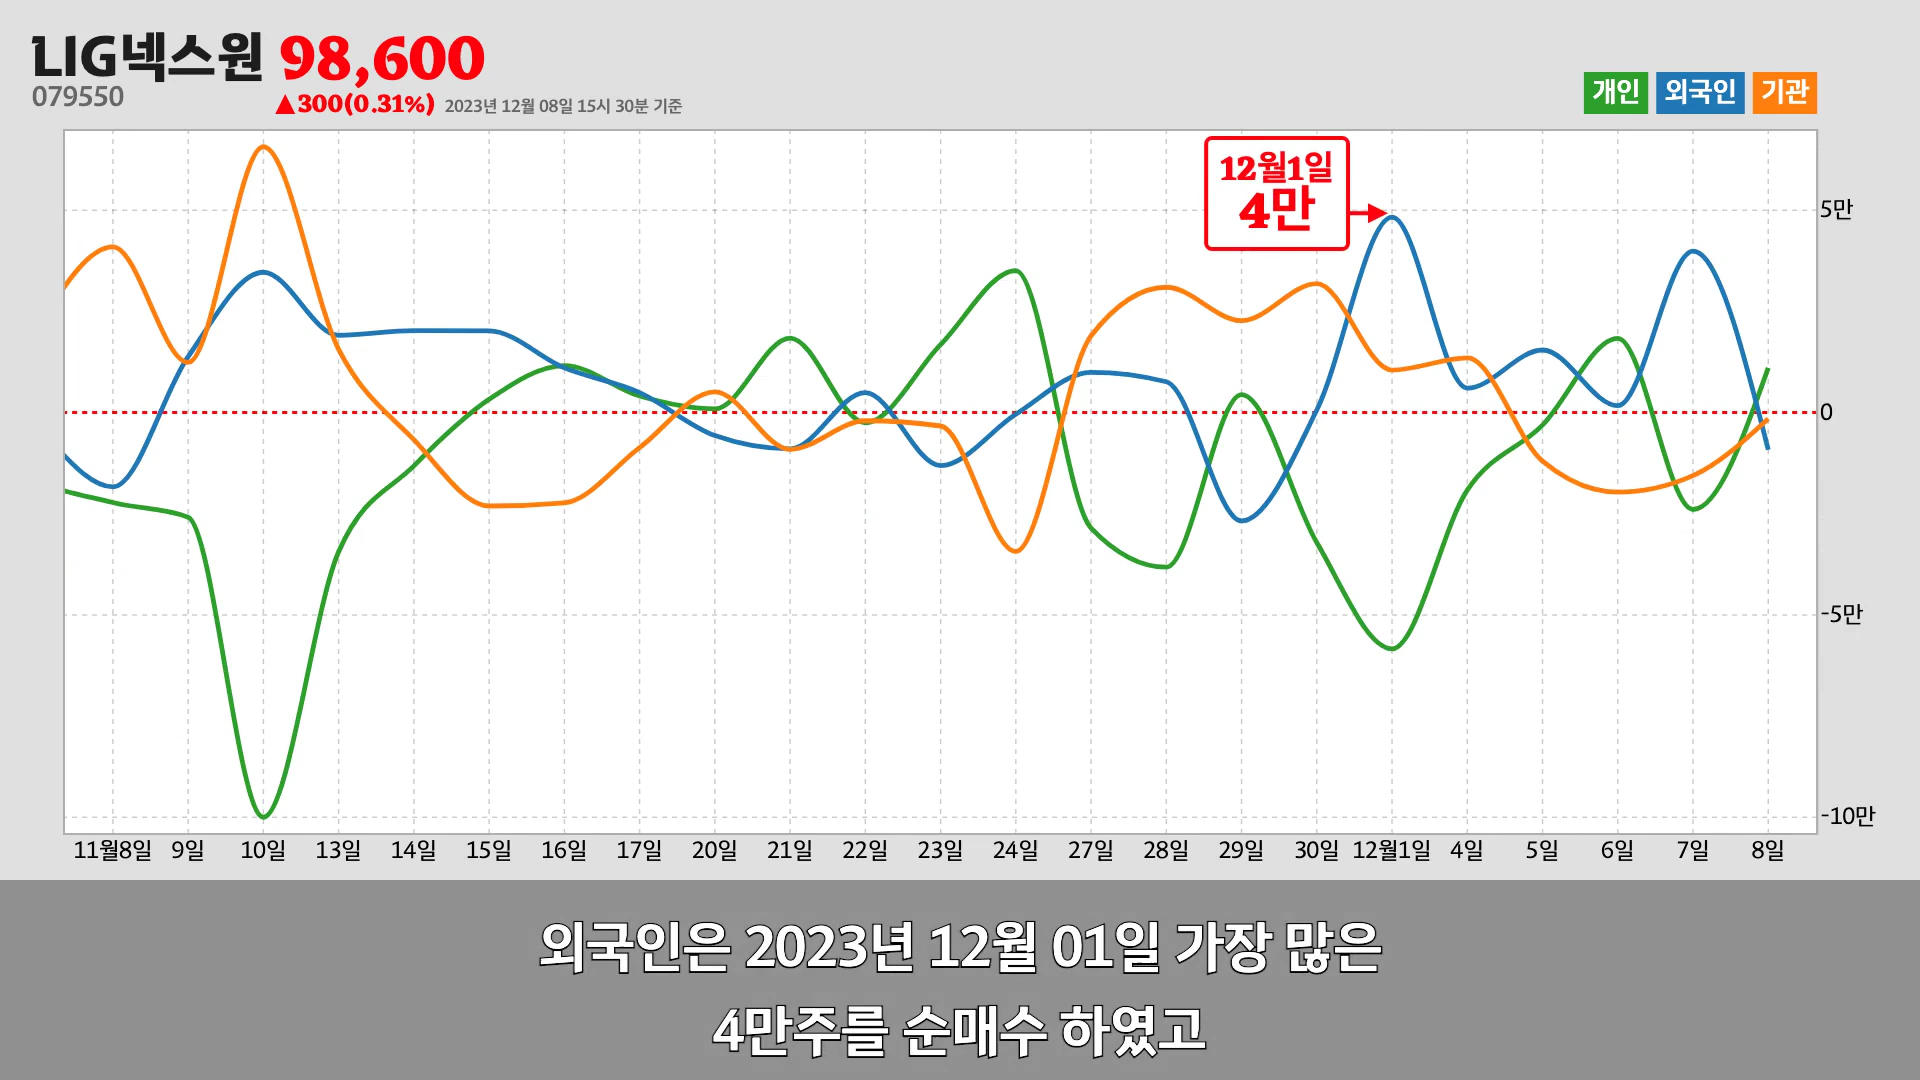 LIG넥스원 98,600
079550
▲300(0.31%) 2023년 12월 08일 15시 30분 기준
개인 외국인 기관
12월1일
4만
5만
0
-5만
-10만
11월8일 9일 10일 13일 14일 15일 16일 17일 20일 21일 22일 23일 24일 27일 28일 29일 30일 12월1일 4일 5일 6일 7일 8일
외국인은 2023년 12월 01일 가장 많은
4만주를 순매수 하였고